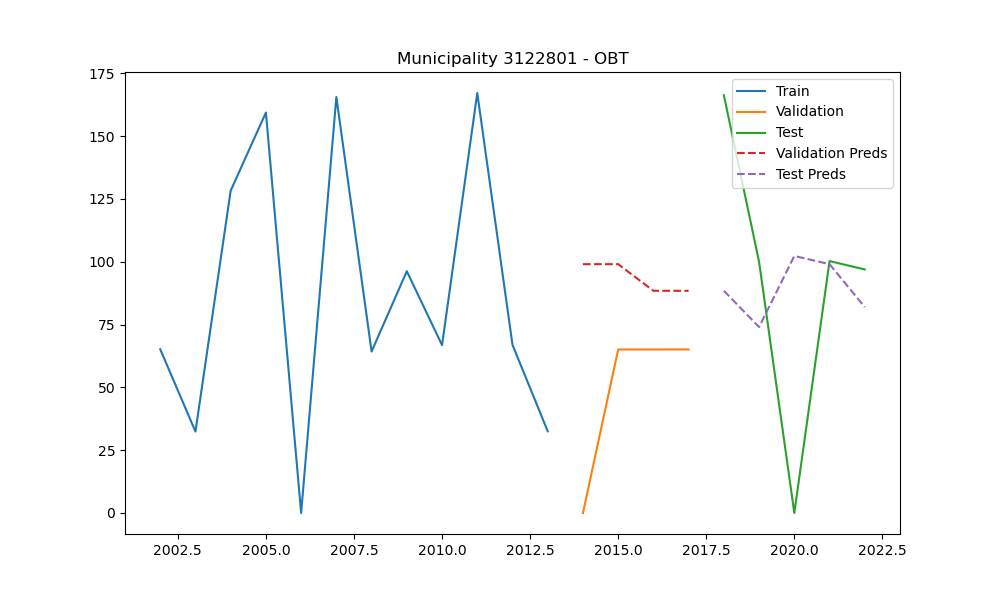 Municipality 3122801 - OBT
175
150
125
100
75
50
25
0
Train
Validation
Test
Validation Preds
Test Preds
2002.5 2005.0 2007.5 2010.0 2012.5 2015.0 2017.5 2020.0 2022.5